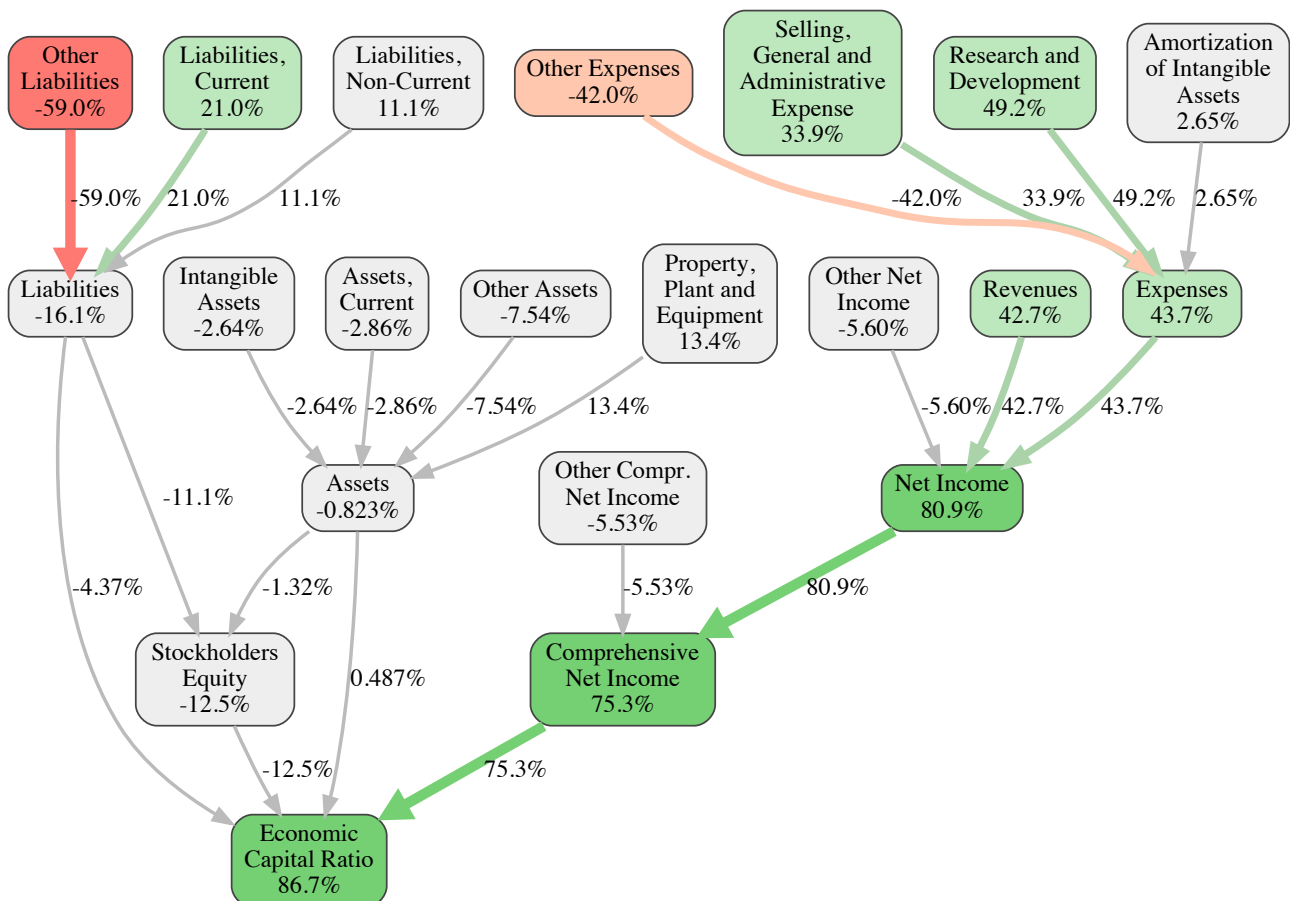 Other
Liabilities
-59.0%
Liabilities,
Current
21.0%
Liabilities,
Non-Current
11.1%
Other Expenses
-42.0%
Selling,
General and
Administrative
Expense
33.9%
Research and
Development
49.2%
Amortization
of Intangible
Assets
2.65%
-59.0%
21.0%
11.1%
-42.0%
33.9%
49.2%
2.65%
Liabilities
-16.1%
Intangible
Assets
-2.64%
Assets,
Current
-2.86%
Other Assets
-7.54%
Property,
Plant and
Equipment
13.4%
Other Net
Income
-5.60%
Revenues
42.7%
Expenses
43.7%
-2.64%
-2.86%
-7.54%
13.4%
-5.60%
42.7%
43.7%
-11.1%
Assets
-0.823%
Other Compr.
Net Income
-5.53%
Net Income
80.9%
-4.37%
-1.32%
-5.53%
80.9%
Stockholders
Equity
-12.5%
0.487%
Comprehensive
Net Income
75.3%
-12.5%
75.3%
Economic
Capital Ratio
86.7%